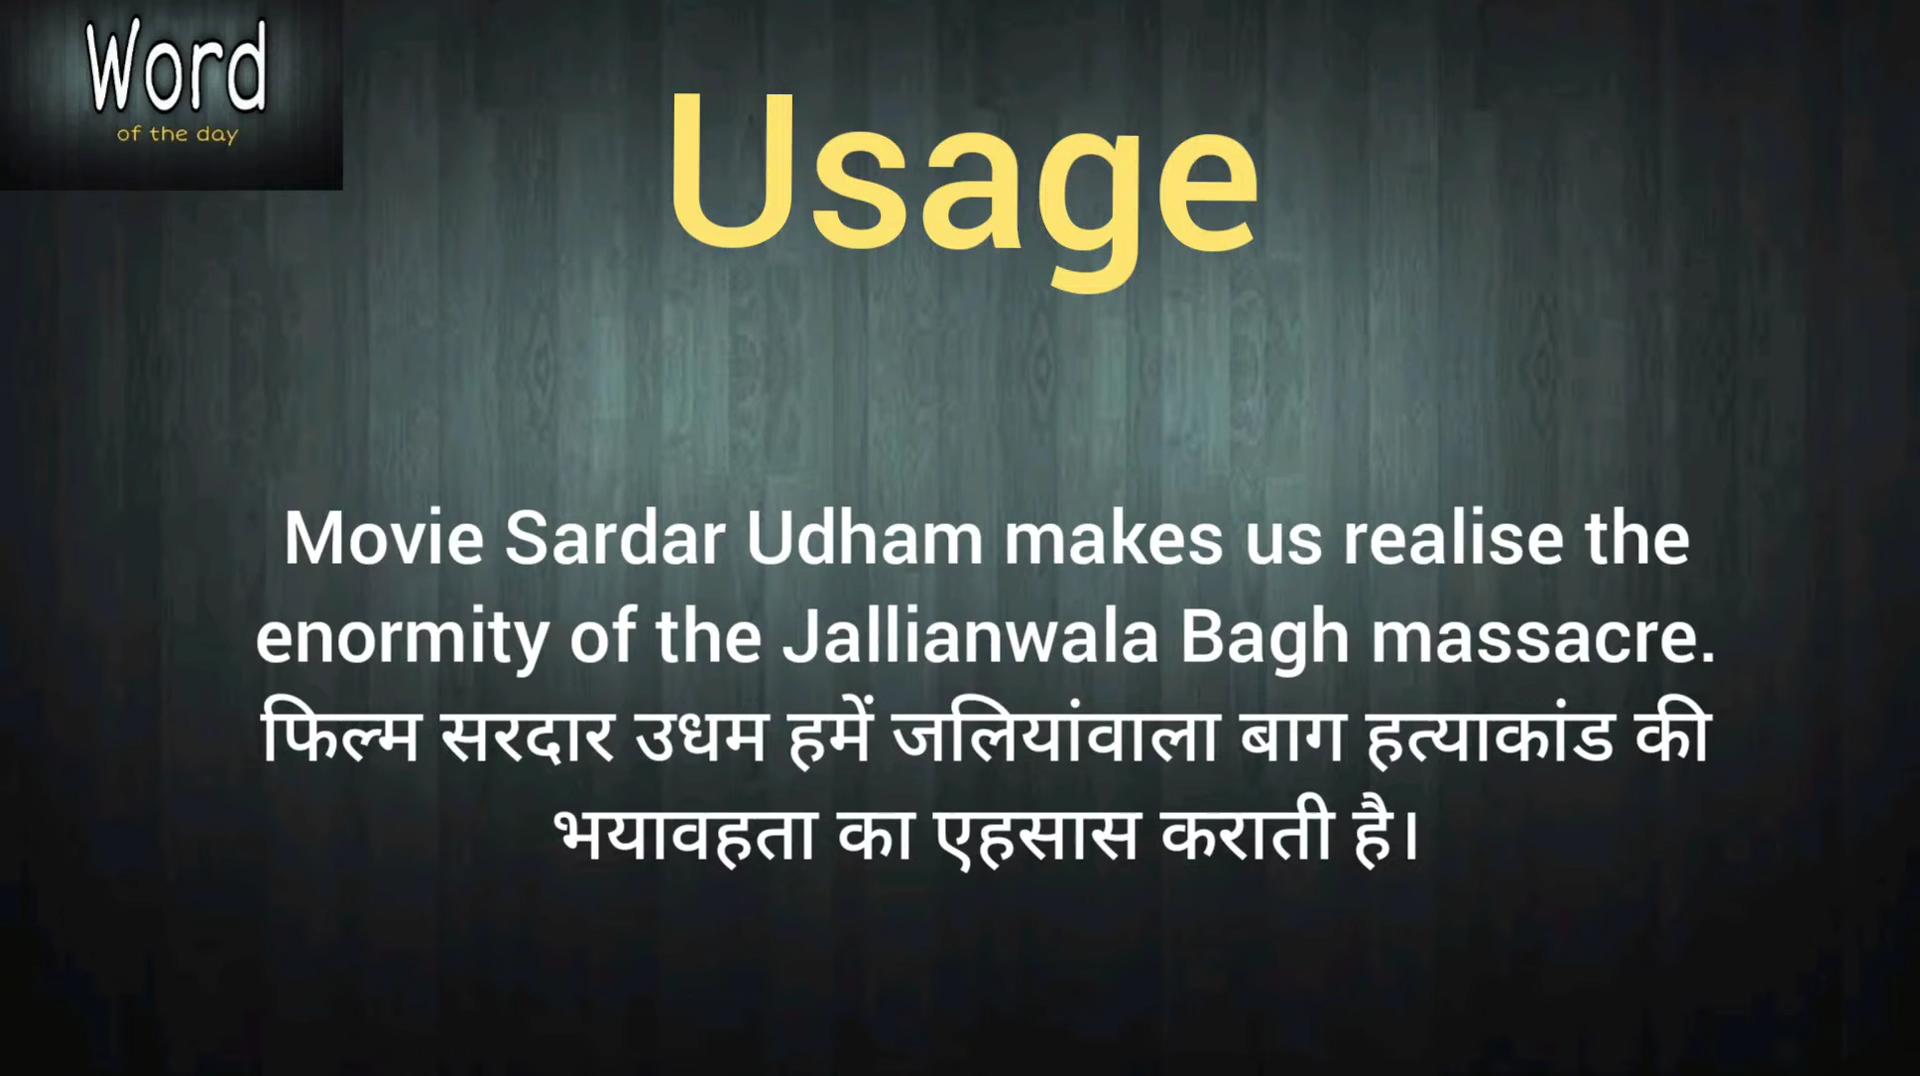 Word
of the day
Usage
Movie Sardar Udham makes us realise the
enormity of the Jallianwala Bagh massacre.
फिल्म सरदार उधम हमें जलियांवाला बाग हत्याकांड की
भयावहता का एहसास कराती है।